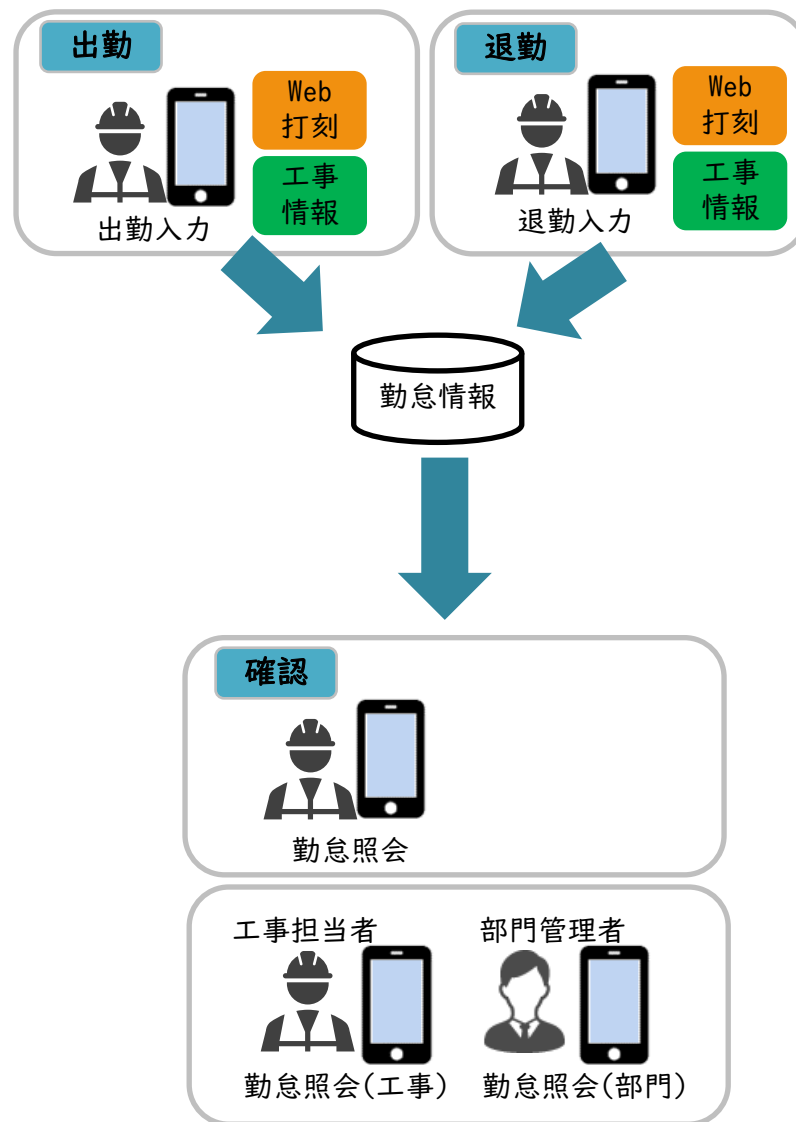 出勤
Web
打刻
工事
情報
出勤入力
退勤
Web
打刻
工事
情報
退勤入力
勤怠情報
確認
勤怠照会
工事担当者
部門管理者
勤怠照会(工事)
勤怠照会(部門)